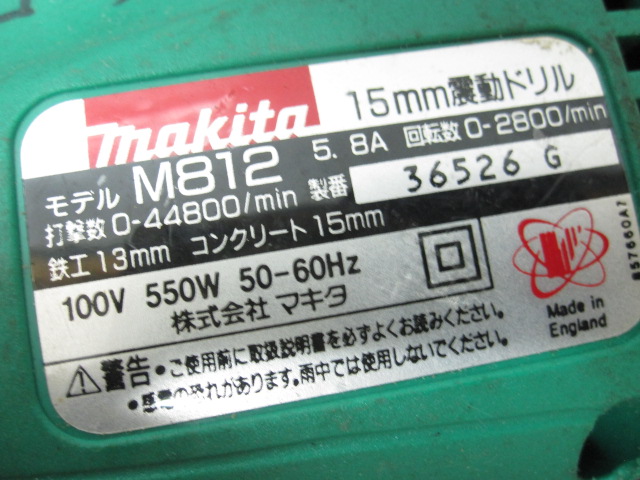 makita
15mm震動ドリル
モデル M812 5.8A 回転数 0-2800/min
打撃数 0-44800/min 製番 36526 G
鉄工 13mm コンクリート 15mm
100V 550W 50-60Hz
株式会社 マキタ
Made in
England
857660A7
警告
・ご使用前に取扱説明書を必ずよくお読みください。
・感電の恐れがあります。雨中では使用しないでください。